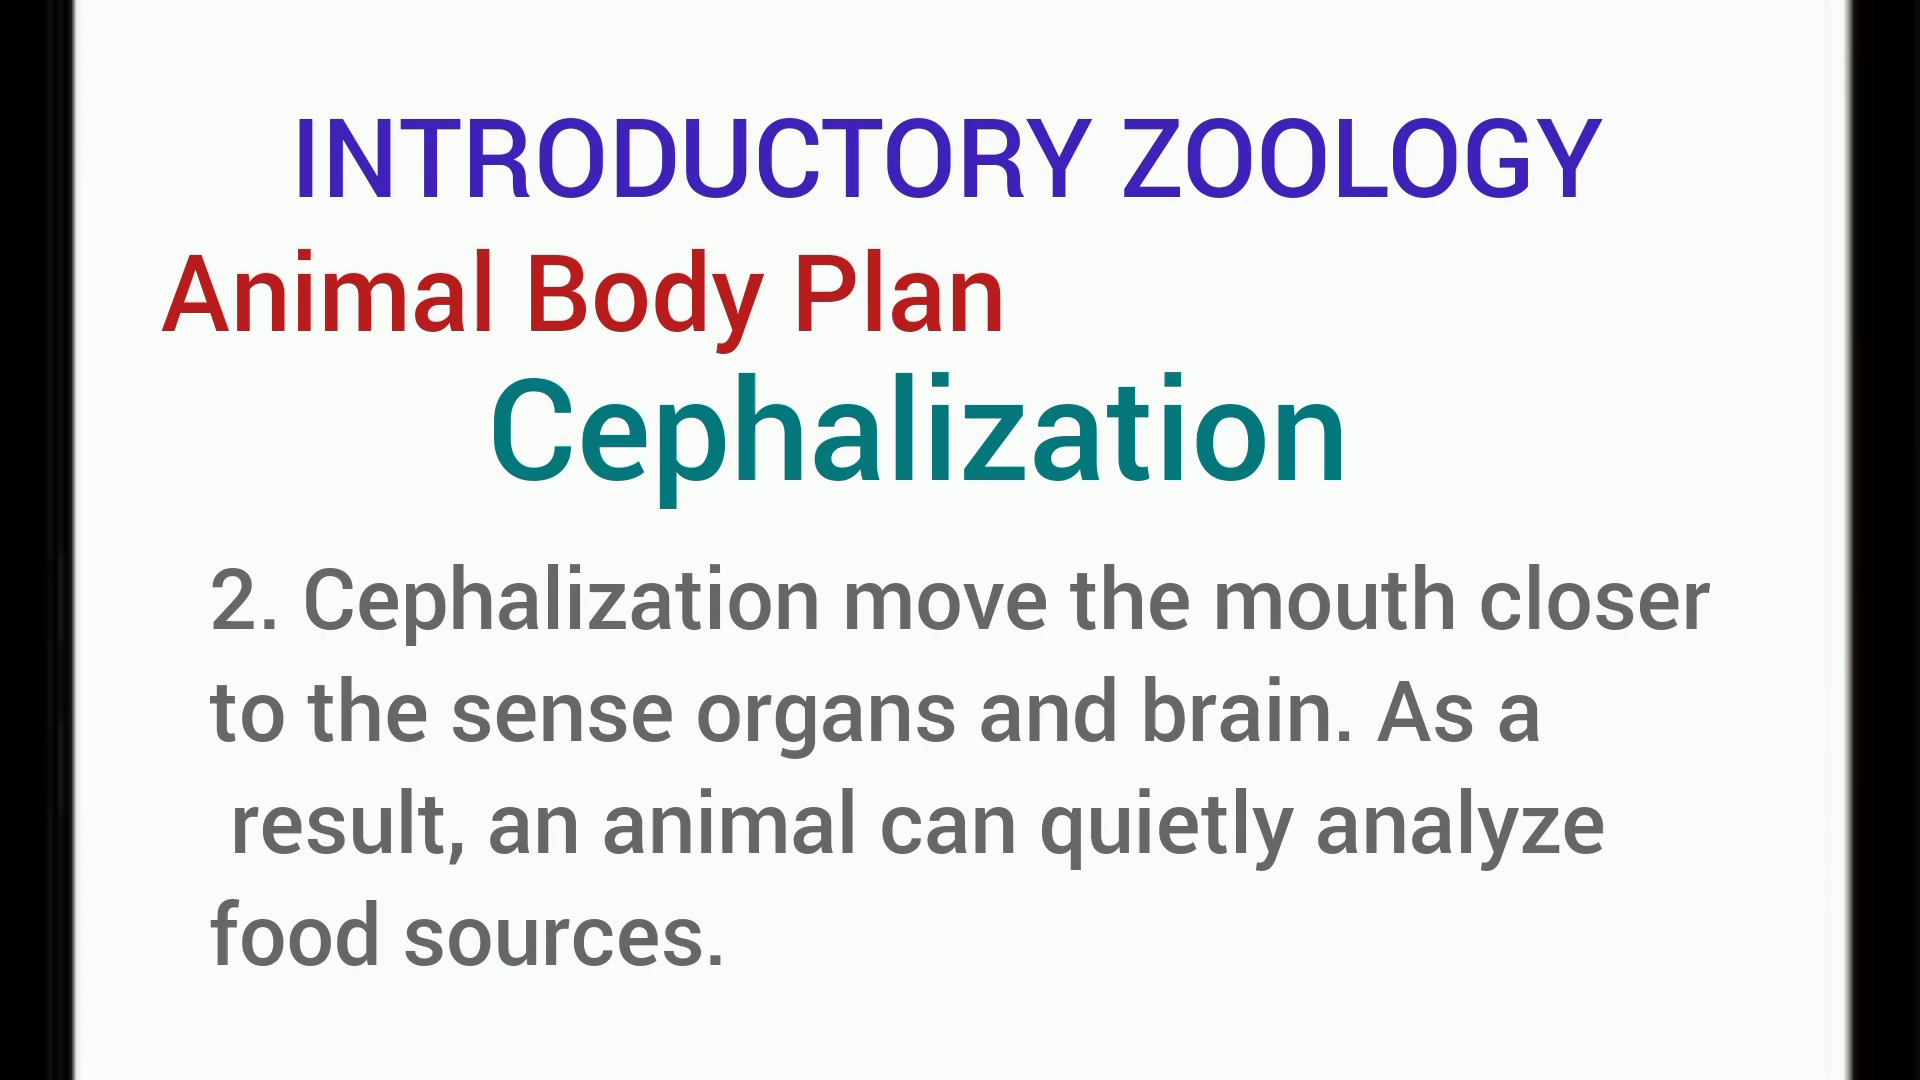 INTRODUCTORY ZOOLOGY
Animal Body Plan
Cephalization
2. Cephalization move the mouth closer
to the sense organs and brain. As a
result, an animal can quietly analyze
food sources.